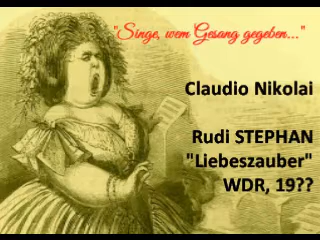 "Singe, wem Gesang gegeben..."
Claudio Nikolai
Rudi STEPHAN
"Liebeszauber"
WDR, 19??